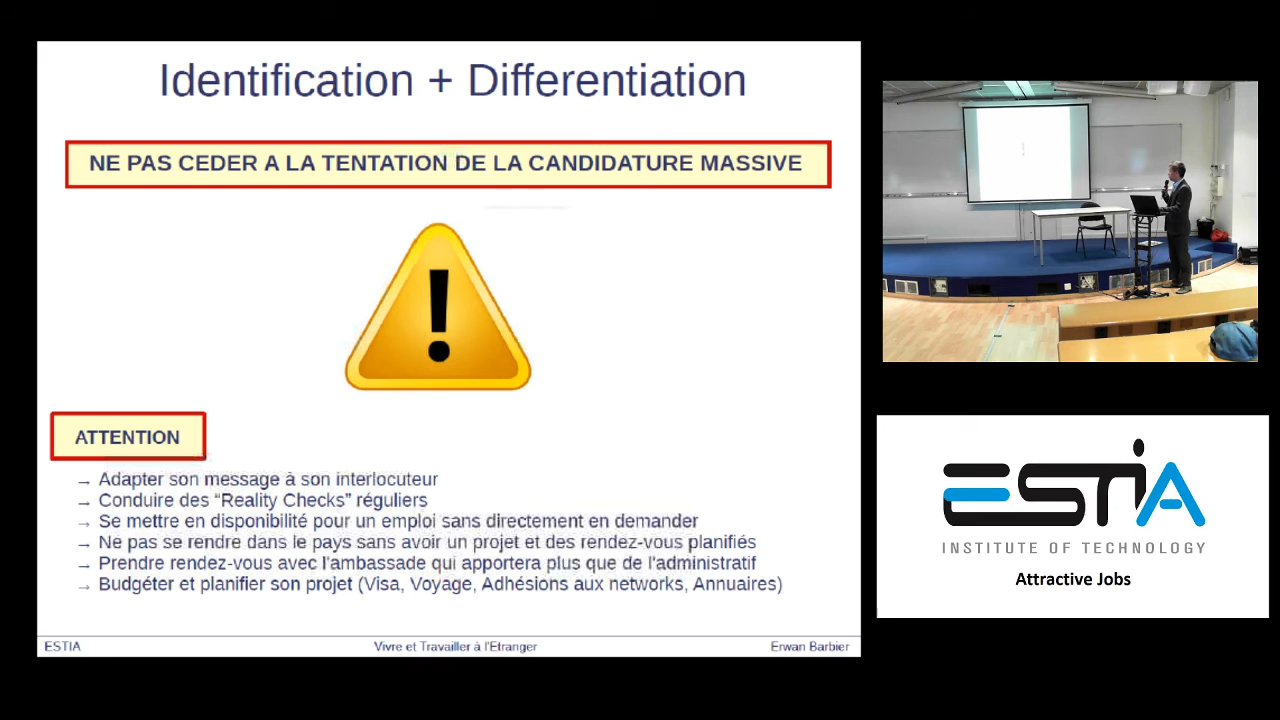 Identification + Differentiation
NE PAS CEDER A LA TENTATION DE LA CANDIDATURE MASSIVE
!
ATTENTION
→ Adapter son message à son interlocuteur
→ Conduire des “Reality Checks” réguliers
→ Se mettre en disponibilité pour un emploi sans directement en demander
→ Ne pas se rendre dans le pays sans avoir un projet et des rendez-vous planifiés
→ Prendre rendez-vous avec l'ambassade qui apportera plus que de l'administratif
→ Budgéter et planifier son projet (Visa, Voyage, Adhésions aux networks, Annuaires)
ESTIA
Vivre et Travailler à l'Etranger
Erwan Barbier
ESTiA
INSTITUTE OF TECHNOLOGY
Attractive Jobs